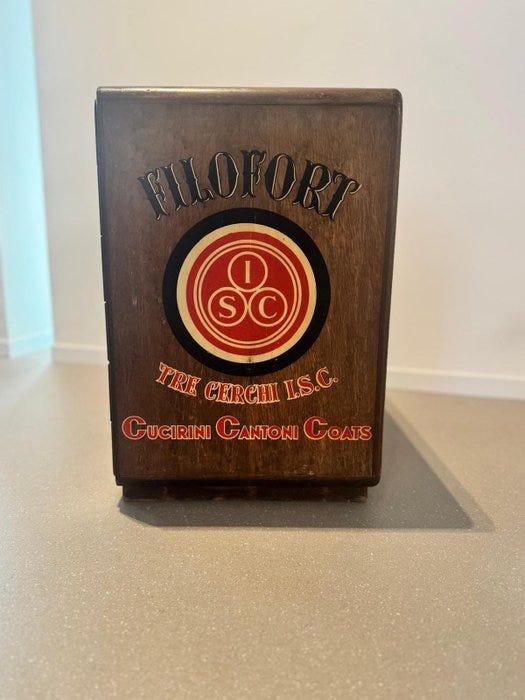 FILOFORT
I
S C
TRE CERCHI I.S.C.
CUCIRINI CANTONI COATS